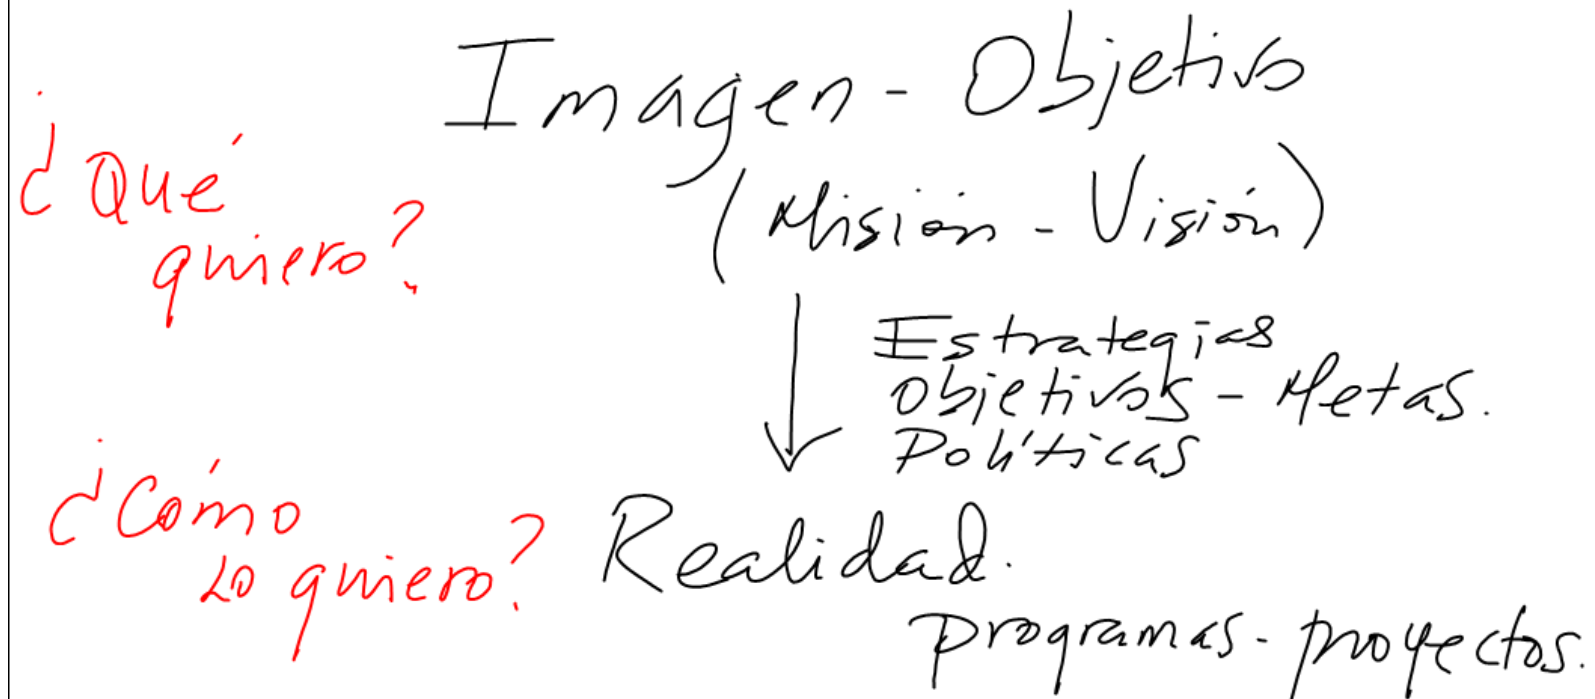 Imagen - Objetivo
¿Qué
quiero?
(Misión - Visión)
Estrategias
Objetivos - Metas.
Políticas
¿Cómo
lo quiero?
Realidad.
programas - proyectos.